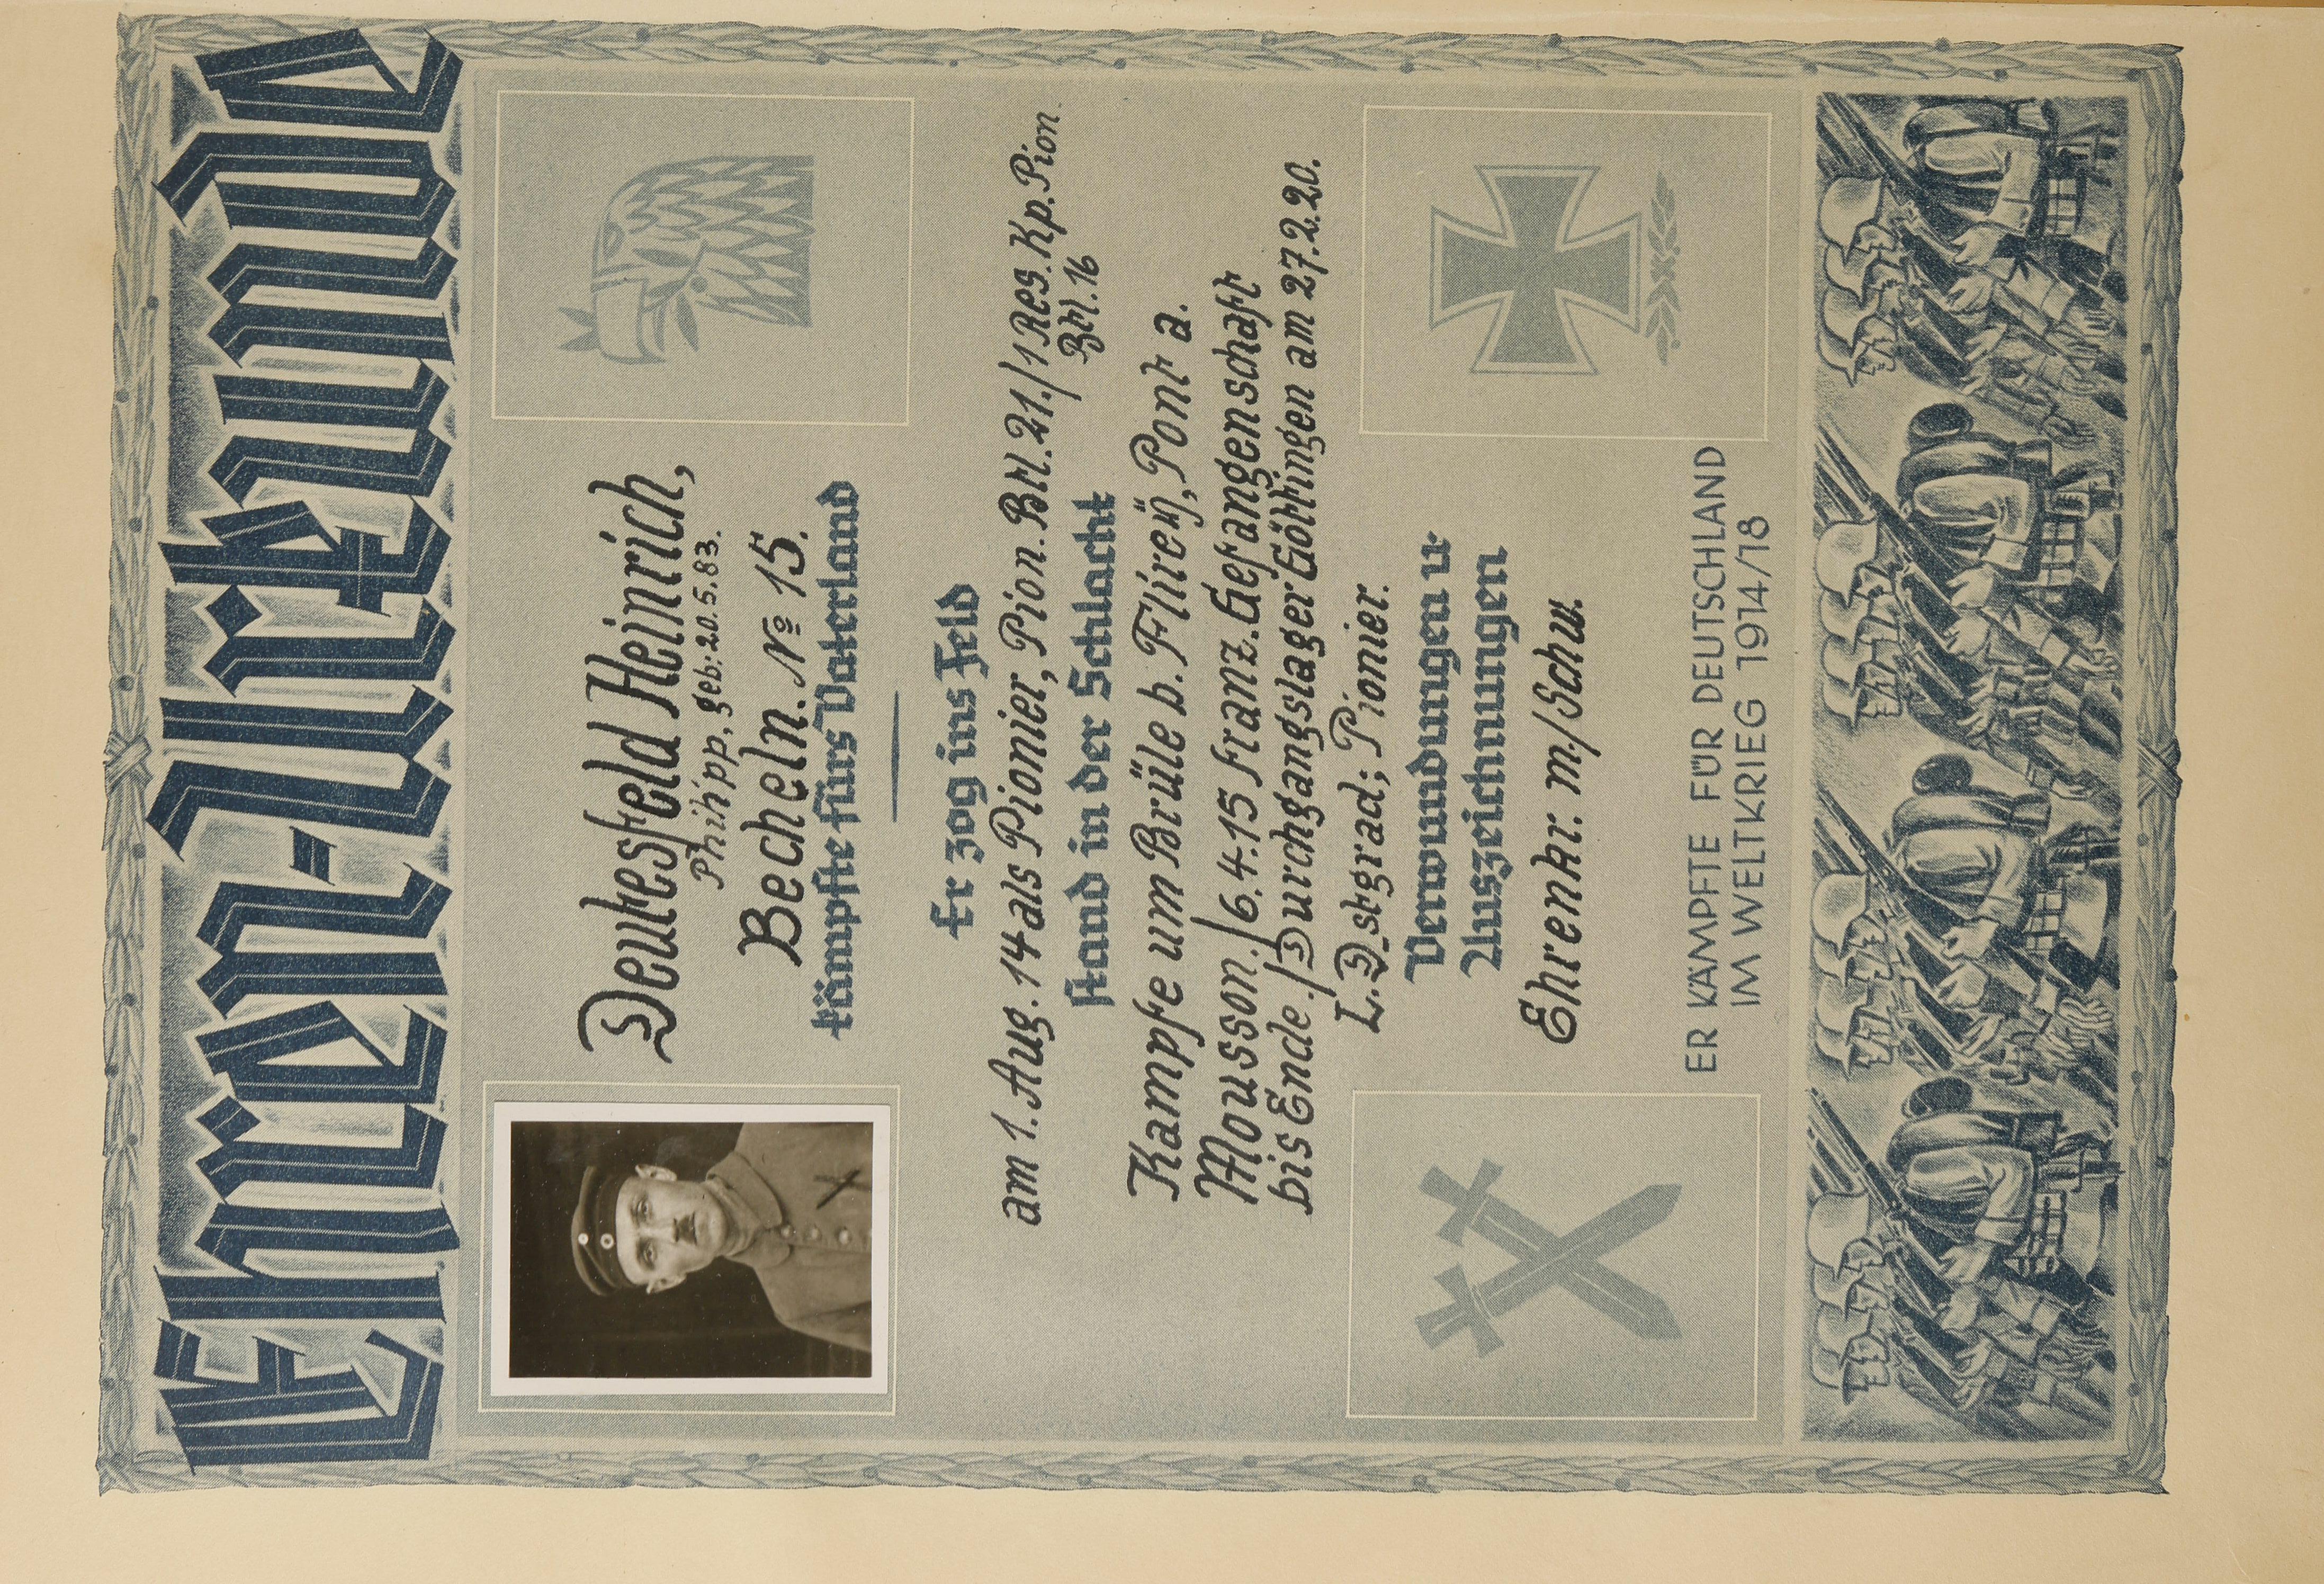 Ehren-Urkunde
Deutesfeld Heinrich,
Philipp, geb: 20.5.83.
Becheln. No 15.
kämpfte fürs Vaterland
Er zog ins Feld
am 1. Aug. 14 als Pionier, Pion. Btl. 21./1 Res. Kp. Pion.
Btl. 16
stand in der Schlacht
Kämpfe um Brüle b. Flireÿ, Pont a.
Mousson./6.4.15 Franz. Gefangenschaft
bis Ende./Durchgangslager Göttingen am 27.2.20.
L. D_stgrad; Pionier.
Verwundungen u.
Auszeichnungen
Ehrenkr. m./Schw.
ER KÄMPFTE FÜR DEUTSCHLAND
IM WELTKRIEG 1914/18